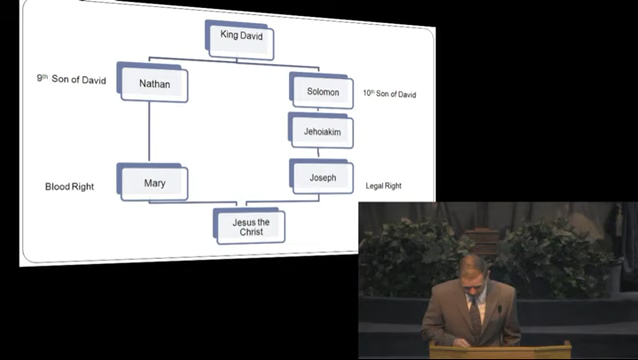 King David
9th Son of David
Nathan
Solomon
10th Son of David
Jehoiakim
Blood Right
Mary
Joseph
Legal Right
Jesus the
Christ